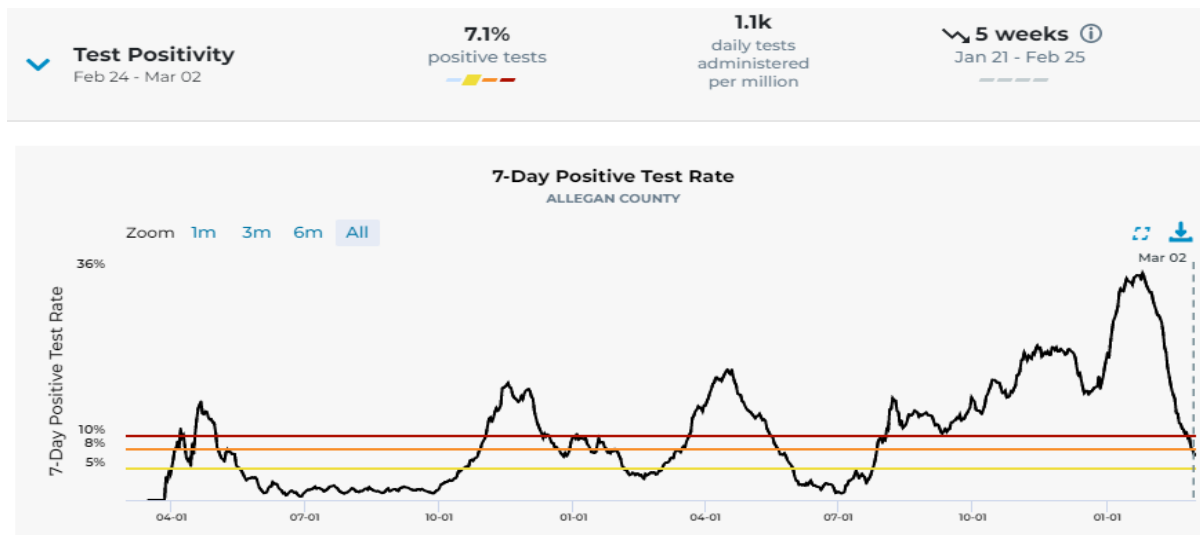 Test Positivity
Feb 24 - Mar 02
7.1%
positive tests
1.1k
daily tests
administered
per million
5 weeks
Jan 21 - Feb 25
7-Day Positive Test Rate
ALLEGAN COUNTY
Zoom 1m 3m 6m All
Mar 02
36%
10%
8%
5%
7-Day Positive Test Rate
04-01 07-01 10-01 01-01 04-01 07-01 10-01 01-01